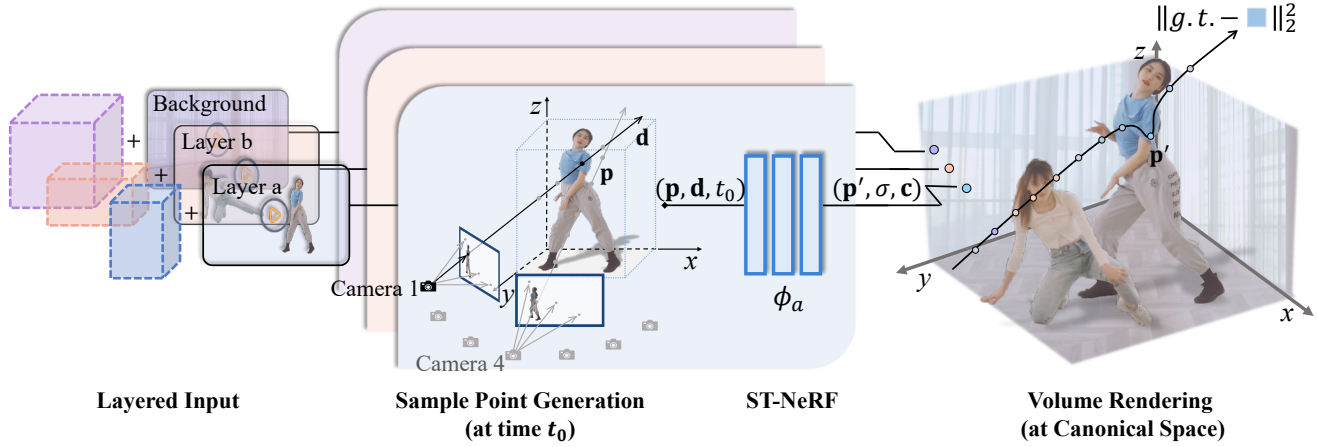 ‖g.t.− ‖₂²
Background
+
Layer b
+
Layer a
+
z
d
p
x
y
Camera 1
Camera 4
(p, d, t₀)
ϕₐ
(p′, σ, c)
z
p′
y
x
Layered Input
Sample Point Generation
(at time t₀)
ST-NeRF
Volume Rendering
(at Canonical Space)